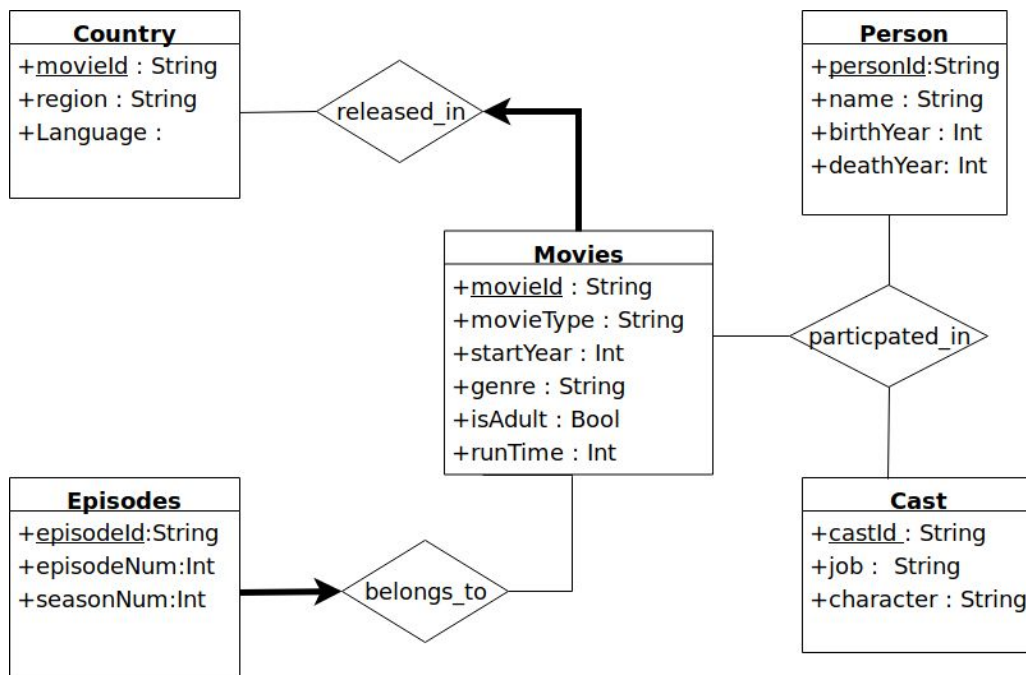 Country
+movieId : String
+region : String
+Language :
released_in
Person
+personId:String
+name : String
+birthYear : Int
+deathYear: Int
Movies
+movieId : String
+movieType : String
+startYear : Int
+genre : String
+isAdult : Bool
+runTime : Int
particpated_in
Episodes
+episodeId:String
+episodeNum:Int
+seasonNum:Int
belongs_to
Cast
+castId : String
+job : String
+character : String